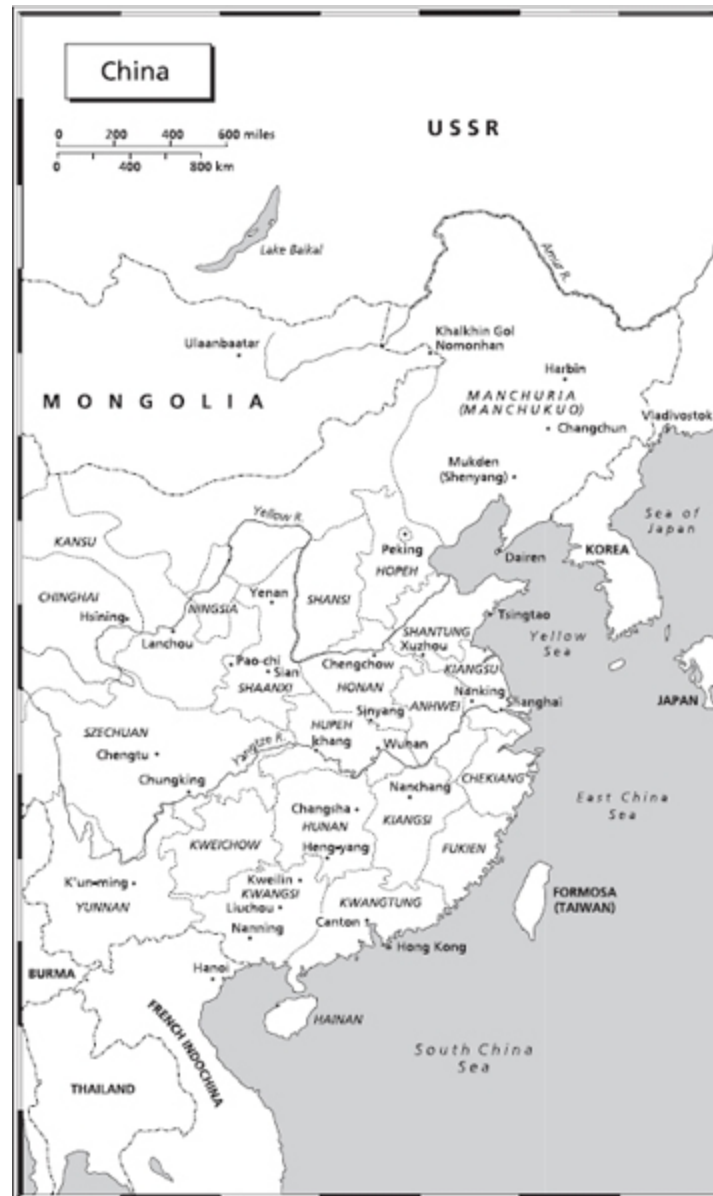 China
0 200 400 600 miles
0 400 800 km
USSR
Lake Baikal
Amur R.
Ulaanbaatar
Khalkhin Gol
Nomonhan
Harbin
MONGOLIA
MANCHURIA
(MANCHUKUO)
Vladivostok
Changchun
Mukden
(Shenyang)
Sea of
Japan
Yellow R.
KANSU
Peking
HOPEH
Dairen
KOREA
CHINGHAI
Hsining
NINGSIA
Yenan
SHANSI
Tsingtao
Lanchou
SHANTUNG
Xuzhou
Yellow
Sea
Pao-chi
Sian
SHAANXI
Chengchow
HONAN
KIANGSU
Nanking
Shanghai
JAPAN
ANHWEI
Sinyang
SZECHUAN
Chengtu
Yangtze R.
HUPEH
Ichang
Wuhan
Chungking
CHEKIANG
Nanchang
KIANGSI
Changsha
HUNAN
East China
Sea
KWEICHOW
Heng-yang
FUKIEN
K'un-ming
YUNNAN
Kweilin
KWANGSI
Liuchou
KWANGTUNG
Canton
FORMOSA
(TAIWAN)
Nanning
Hong Kong
BURMA
Hanoi
HAINAN
FRENCH INDOCHINA
South China
Sea
THAILAND